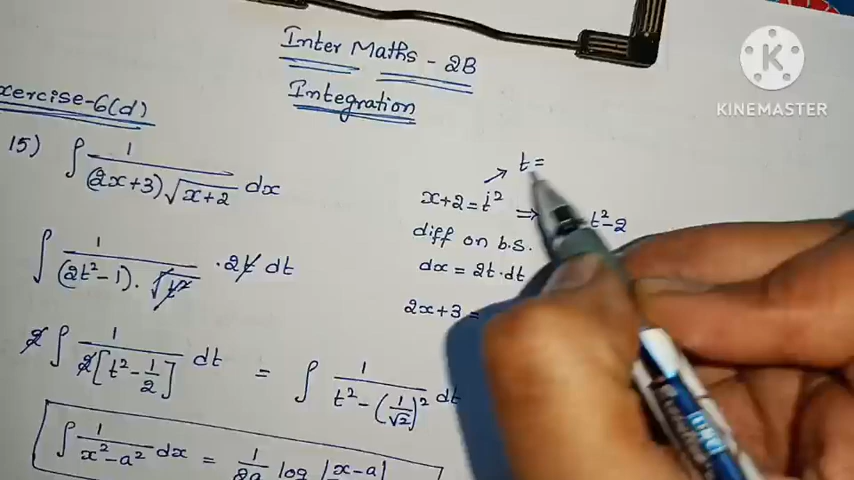 Inter Maths - 2B
Integration
KINEMASTER
xercise-6(d)
15) ∫ 1/((2x+3)√(x+2)) dx
t =
x+2 = t² ⇒ t²-2
diff on b.s.
dx = 2t·dt
2x+3 =
∫ 1/((2t²-1)·√t²) · 2t dt
2∫ 1/(2[t²-1/2]) dt = ∫ 1/(t²-(1/√2)²) dt
∫ 1/(x²-a²) dx = 1/2a log |x-a|